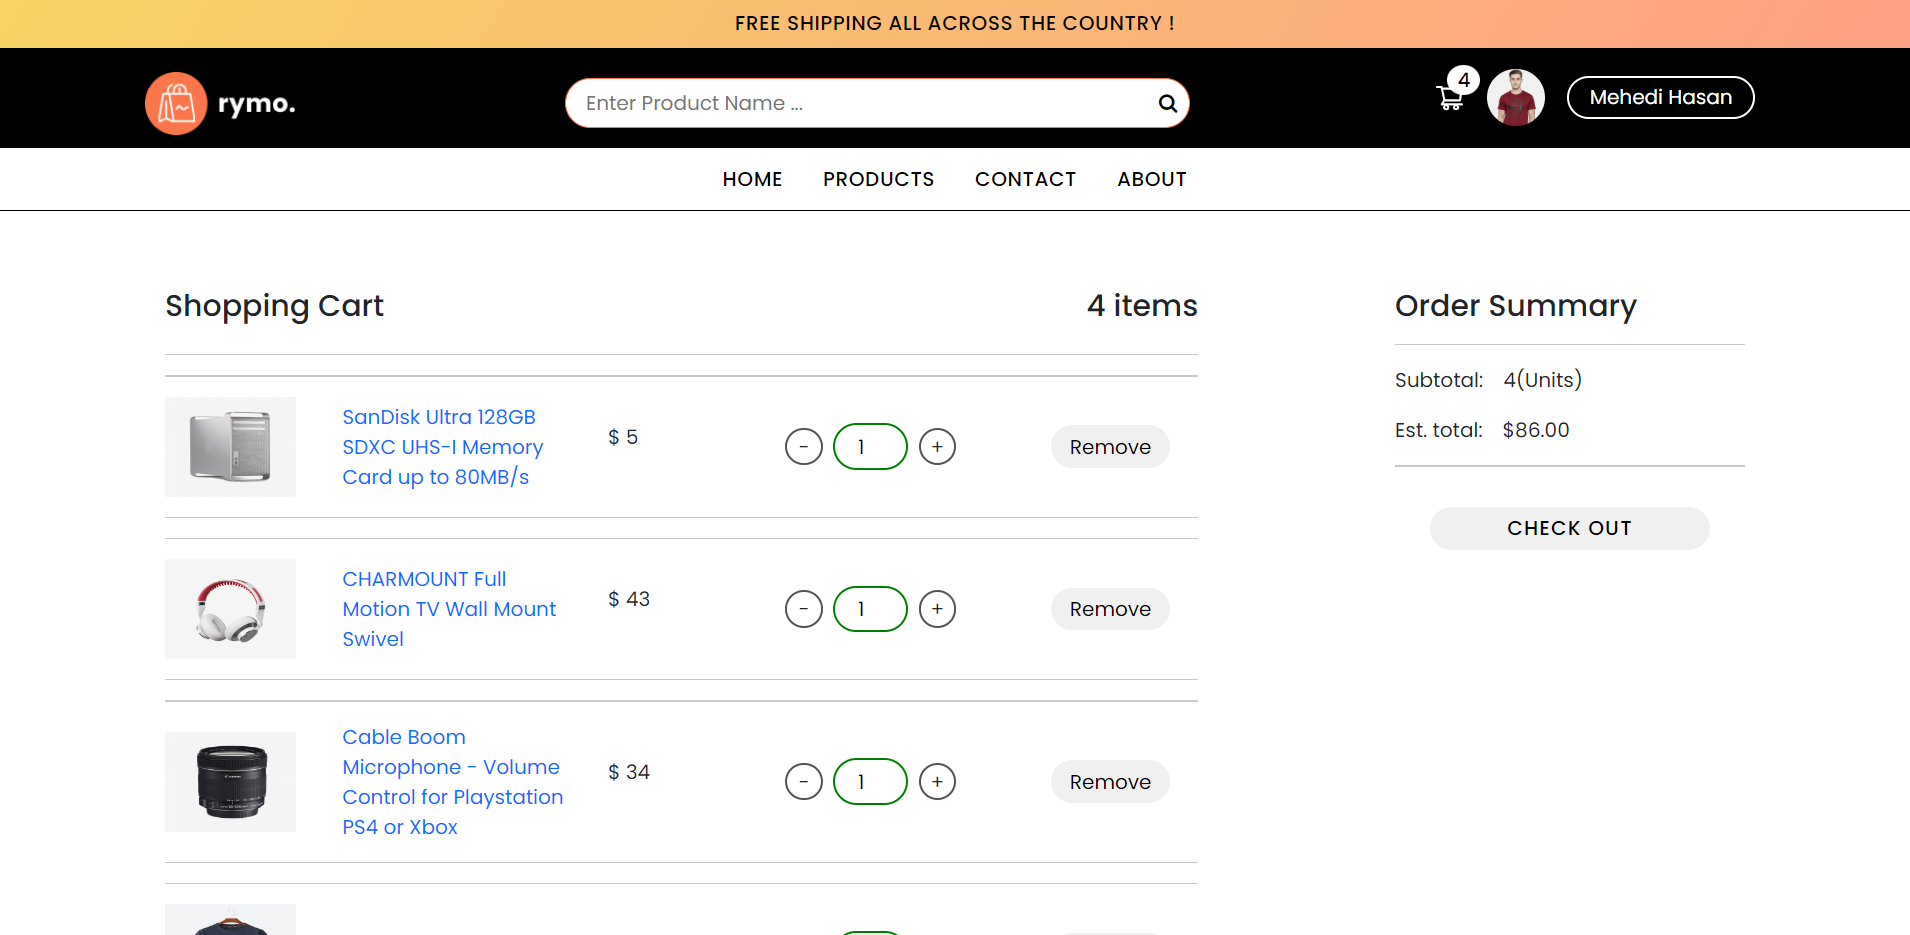 FREE SHIPPING ALL ACROSS THE COUNTRY !
rymo.
Enter Product Name ...
4
Mehedi Hasan
HOME PRODUCTS CONTACT ABOUT
Shopping Cart
4 items
SanDisk Ultra 128GB
SDXC UHS-I Memory
Card up to 80MB/s
$ 5
- 1 +
Remove
CHARMOUNT Full
Motion TV Wall Mount
Swivel
$ 43
- 1 +
Remove
Cable Boom
Microphone - Volume
Control for Playstation
PS4 or Xbox
$ 34
- 1 +
Remove
Order Summary
Subtotal: 4(Units)
Est. total: $86.00
CHECK OUT